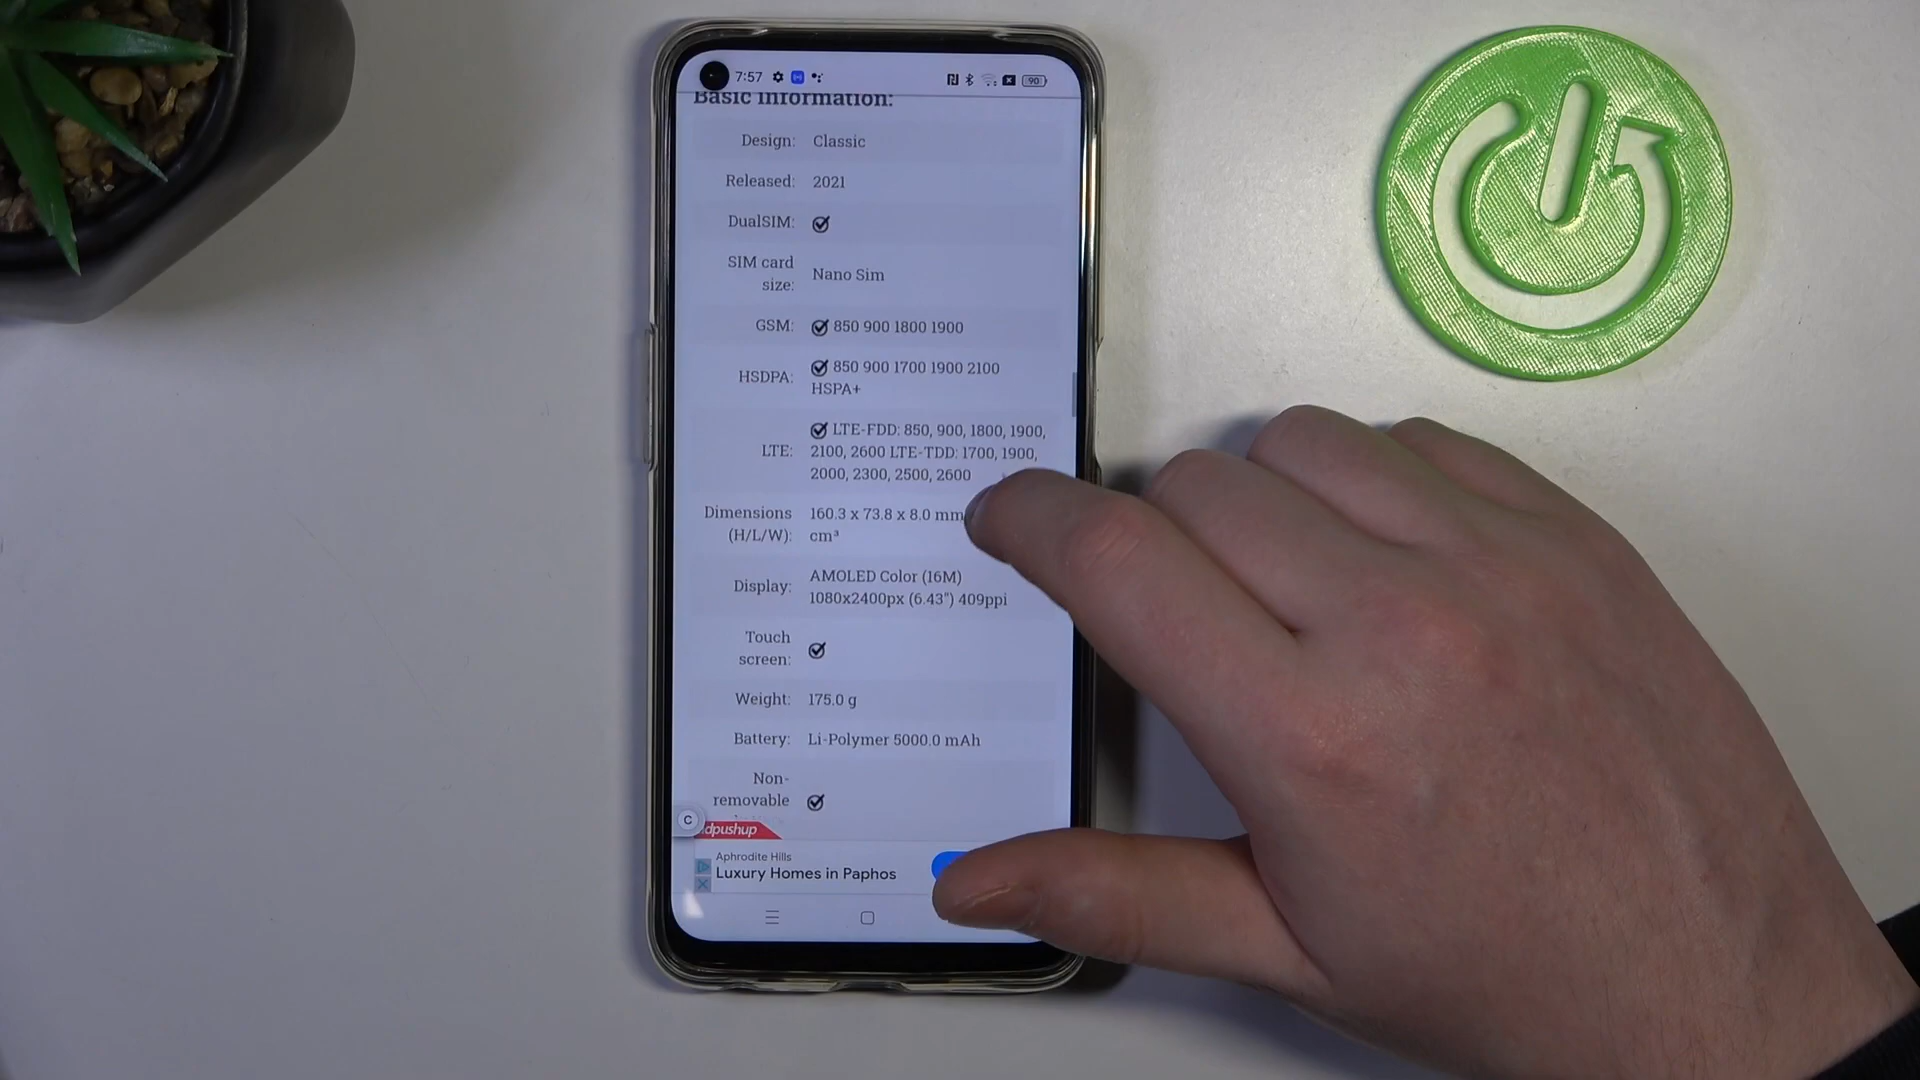 7:57
90
Basic information:
Design: Classic
Released: 2021
DualSIM:
SIM card
size: Nano Sim
GSM: 850 900 1800 1900
HSDPA: 850 900 1700 1900 2100
HSPA+
LTE: LTE-FDD: 850, 900, 1800, 1900,
2100, 2600 LTE-TDD: 1700, 1900,
2000, 2300, 2500, 2600
Dimensions
(H/L/W): 160.3 x 73.8 x 8.0 mm
cm³
Display: AMOLED Color (16M)
1080x2400px (6.43") 409ppi
Touch
screen:
Weight: 175.0 g
Battery: Li-Polymer 5000.0 mAh
Non-
removable
C
dpushup
Aphrodite Hills
Luxury Homes in Paphos